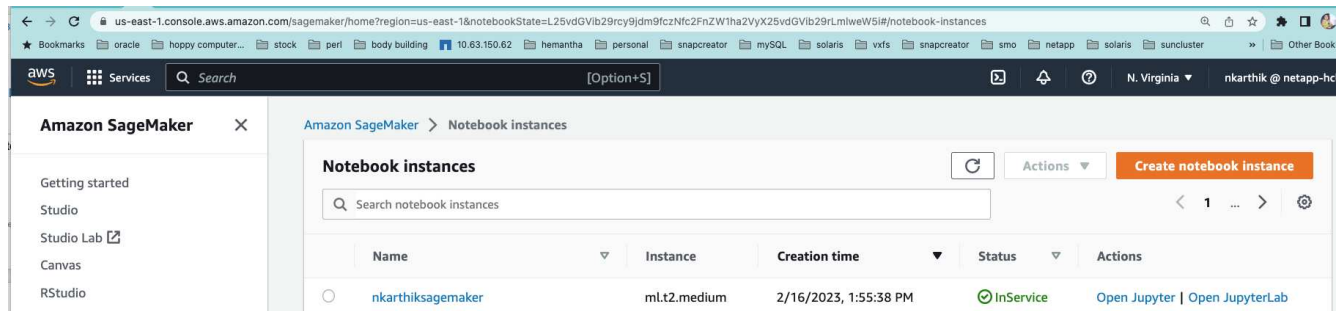 us-east-1.console.aws.amazon.com/sagemaker/home?region=us-east-1&notebookState=L25vdGVib29rcy9jdm9fczNfc2FnZW1ha2VyX25vdGVib29rLmlweW5i#/notebook-instances
Bookmarks oracle hoppy computer... stock perl body building 10.63.150.62 hemantha personal snapcreator mySQL solaris vxfs snapcreator smo netapp solaris suncluster » Other Book
aws Services Search [Option+S] N. Virginia ▼ nkarthik @ netapp-hc
Amazon SageMaker
Amazon SageMaker > Notebook instances
Notebook instances Actions ▼ Create notebook instance
Getting started
Search notebook instances < 1 ... >
Studio
Studio Lab
Canvas
Name Instance Creation time ▼ Status Actions
RStudio
nkarthiksagemaker ml.t2.medium 2/16/2023, 1:55:38 PM InService Open Jupyter | Open JupyterLab